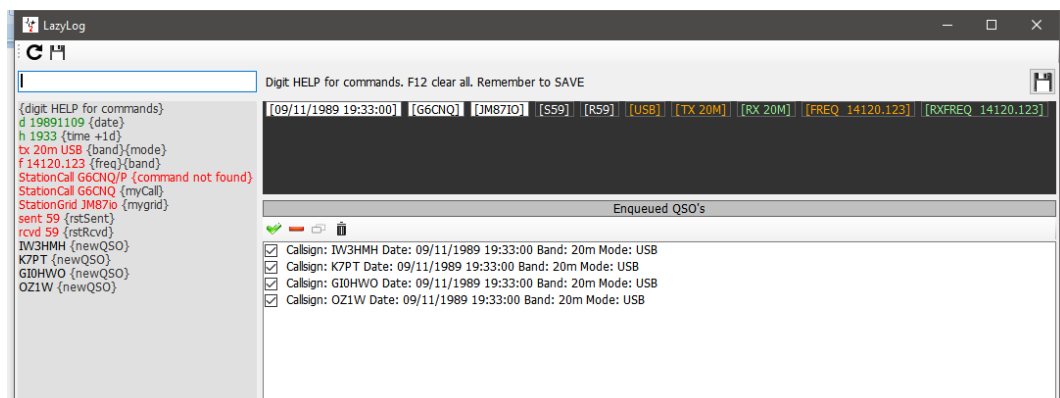 LazyLog
Digit HELP for commands. F12 clear all. Remember to SAVE
{digit HELP for commands}
d 19891109 {date}
h 1933 {time +1d}
tx 20m USB {band}{mode}
f 14120.123 {freq}{band}
StationCall G6CNQ/P {command not found}
StationCall G6CNQ {myCall}
StationGrid JM87io {mygrid}
sent 59 {rstSent}
rcvd 59 {rstRcvd}
IW3HMH {newQSO}
K7PT {newQSO}
GI0HWO {newQSO}
OZ1W {newQSO}
[09/11/1989 19:33:00] [G6CNQ] [JM87IO] [S59] [R59] [USB] [TX 20M] [RX 20M] [FREQ 14120.123] [RXFREQ 14120.123]
Enqueued QSO's
Callsign: IW3HMH Date: 09/11/1989 19:33:00 Band: 20m Mode: USB
Callsign: K7PT Date: 09/11/1989 19:33:00 Band: 20m Mode: USB
Callsign: GI0HWO Date: 09/11/1989 19:33:00 Band: 20m Mode: USB
Callsign: OZ1W Date: 09/11/1989 19:33:00 Band: 20m Mode: USB